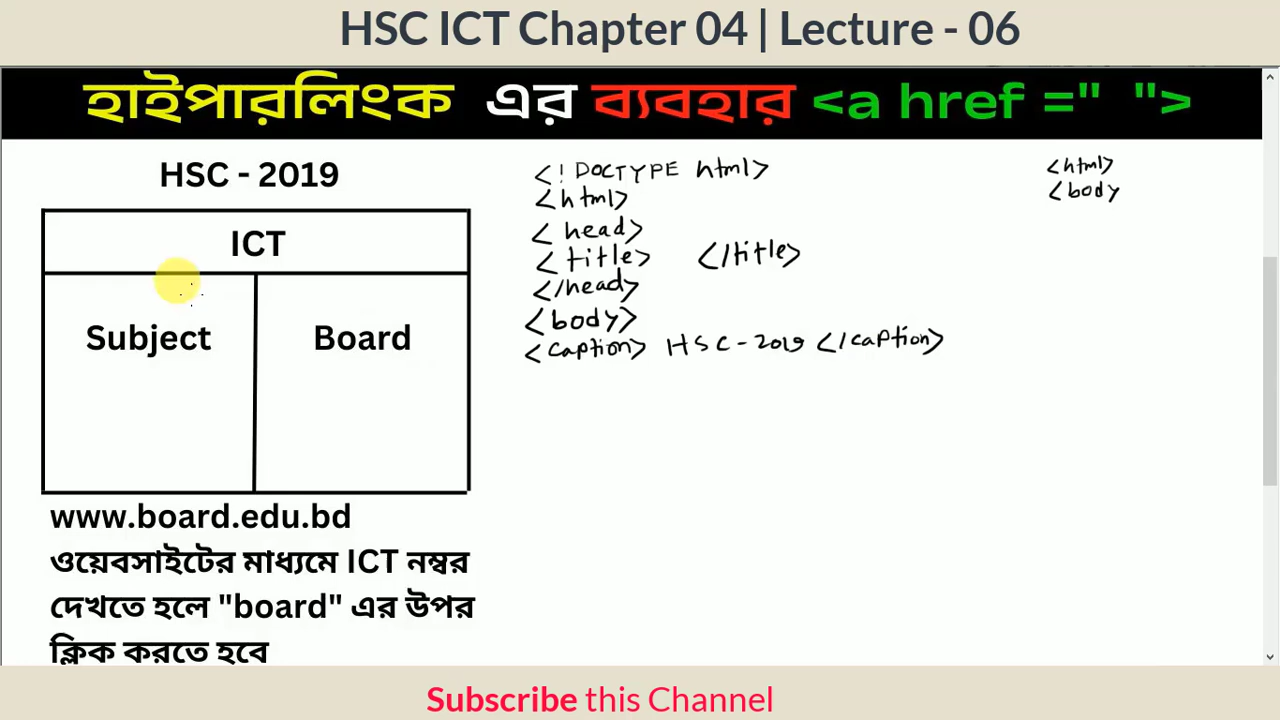 HSC ICT Chapter 04 | Lecture - 06
হাইপারলিংক এর ব্যবহার <a href =" ">
HSC - 2019
ICT
Subject Board
www.board.edu.bd
ওয়েবসাইটের মাধ্যমে ICT নম্বর
দেখতে হলে "board" এর উপর
ক্লিক করতে হবে
<! DOCTYPE html>
<html>
<head>
<title> </title>
</head>
<body>
<caption> HSC-2019 </caption>
<html>
<body
Subscribe this Channel